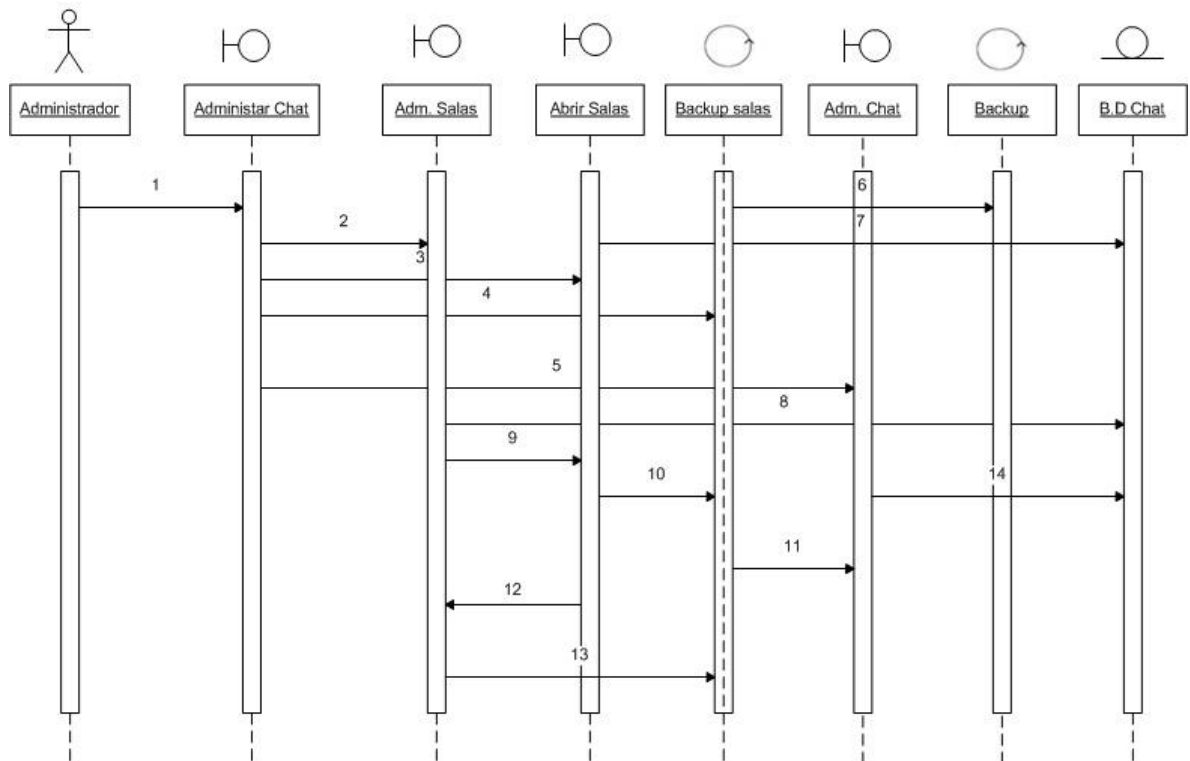 Administrador
Administar Chat
Adm. Salas
Abrir Salas
Backup salas
Adm. Chat
Backup
B.D Chat
1
6
2
7
3
4
5
8
9
10
14
11
12
13